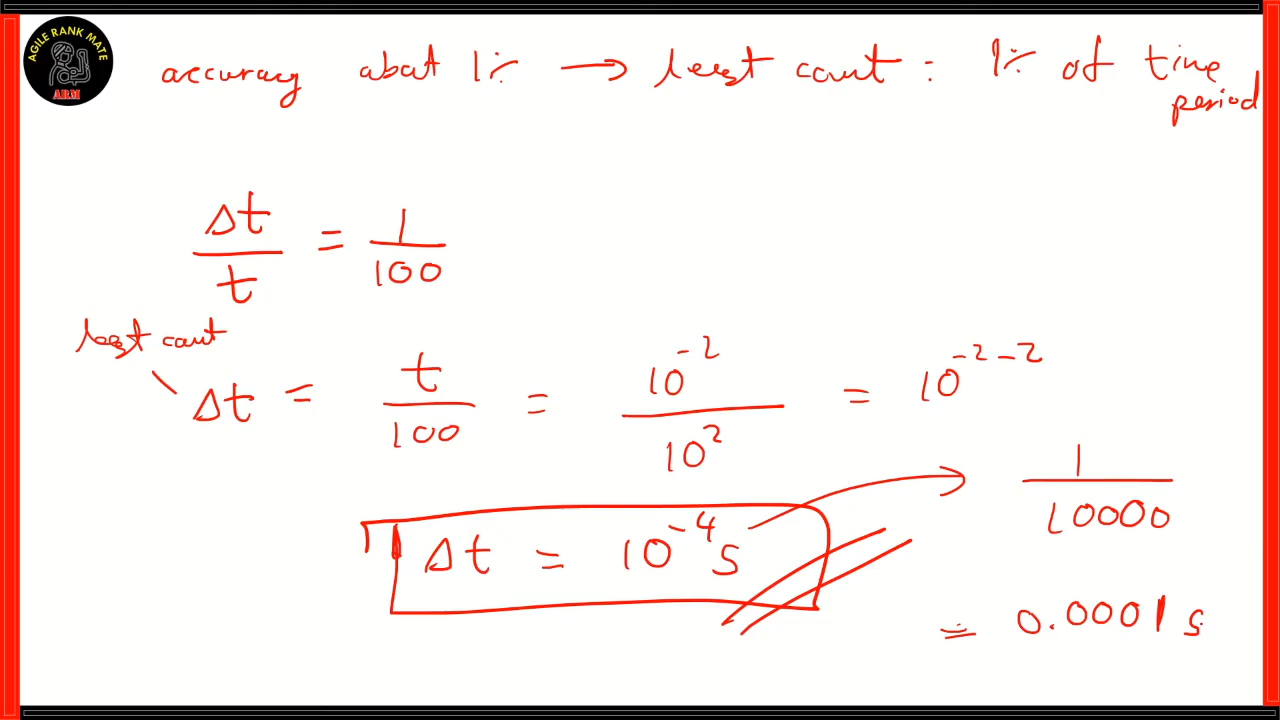 AGILE RANK MATE
ARM
accuracy about 1% → least count : 1% of time period
Δt/t = 1/100
least count
Δt = t/100 = 10^-2/10^2 = 10^-2-2
Δt = 10^-4 s → 1/10000
= 0.0001 s